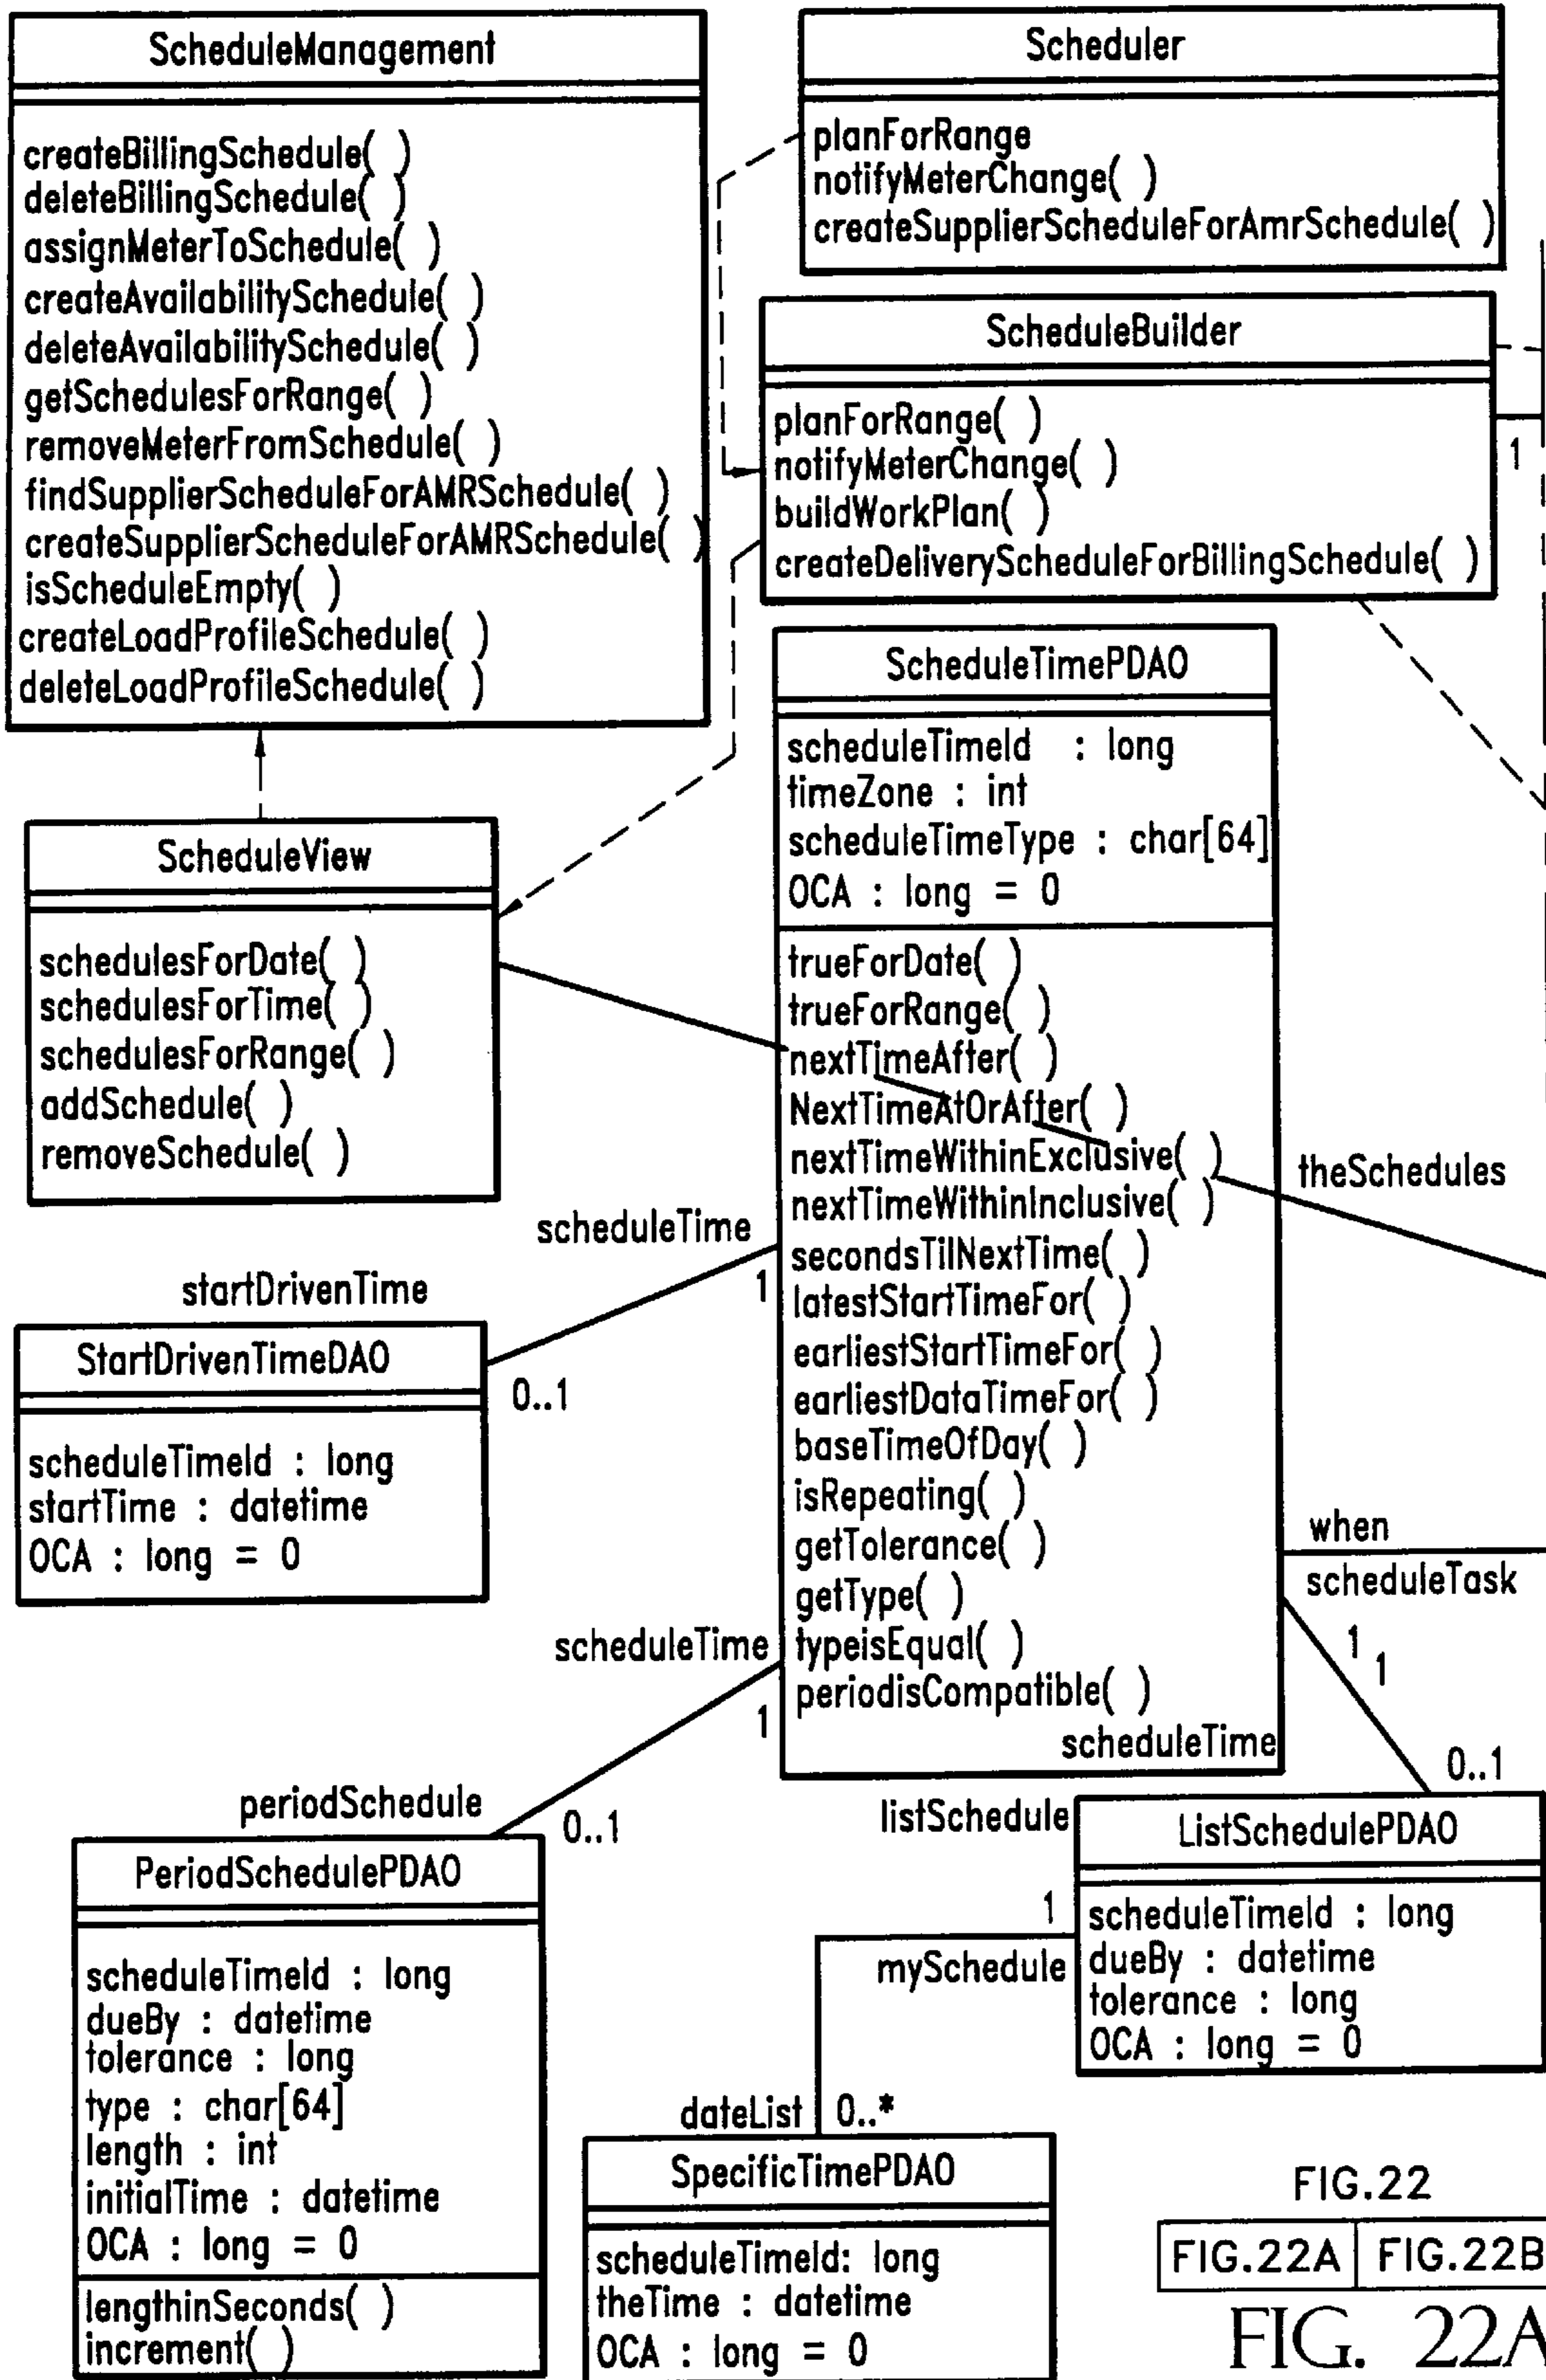 ScheduleManagement
createBillingSchedule( )
deleteBillingSchedule( )
assignMeterToSchedule( )
createAvailabilitySchedule( )
deleteAvailabilitySchedule( )
getSchedulesForRange( )
removeMeterFromSchedule( )
findSupplierScheduleForAMRSchedule( )
createSupplierScheduleForAMRSchedule( )
isScheduleEmpty( )
createLoadProfileSchedule( )
deleteLoadProfileSchedule( )
Scheduler
planForRange
notifyMeterChange( )
createSupplierScheduleForAmrSchedule( )
ScheduleBuilder
planForRange( )
notifyMeterChange( )
buildWorkPlan( )
createDeliveryScheduleForBillingSchedule( )
1
ScheduleView
schedulesForDate( )
schedulesForTime( )
schedulesForRange( )
addSchedule( )
removeSchedule( )
ScheduleTimePDAO
scheduleTimeId : long
timeZone : int
scheduleTimeType : char[64]
OCA : long = 0
trueForDate( )
trueForRange( )
nextTimeAfter( )
NextTimeAtOrAfter( )
nextTimeWithinExclusive( )
nextTimeWithinInclusive( )
secondsTilNextTime( )
latestStartTimeFor( )
earliestStartTimeFor( )
earliestDataTimeFor( )
baseTimeOfDay( )
isRepeating( )
getTolerance( )
getType( )
typeisEqual( )
periodisCompatible( )
scheduleTime
theSchedules
scheduleTime
1
startDrivenTime
0..1
StartDrivenTimeDAO
scheduleTimeId : long
startTime : datetime
OCA : long = 0
when
scheduleTask
1
1
0..1
scheduleTime
1
periodSchedule
0..1
PeriodSchedulePDAO
scheduleTimeId : long
dueBy : datetime
tolerance : long
type : char[64]
length : int
initialTime : datetime
OCA : long = 0
lengthinSeconds( )
increment( )
listSchedule
ListSchedulePDAO
scheduleTimeId : long
dueBy : datetime
tolerance : long
OCA : long = 0
1
mySchedule
dateList
0..*
SpecificTimePDAO
scheduleTimeId: long
theTime : datetime
OCA : long = 0
FIG.22
FIG.22A FIG.22B
FIG. 22A